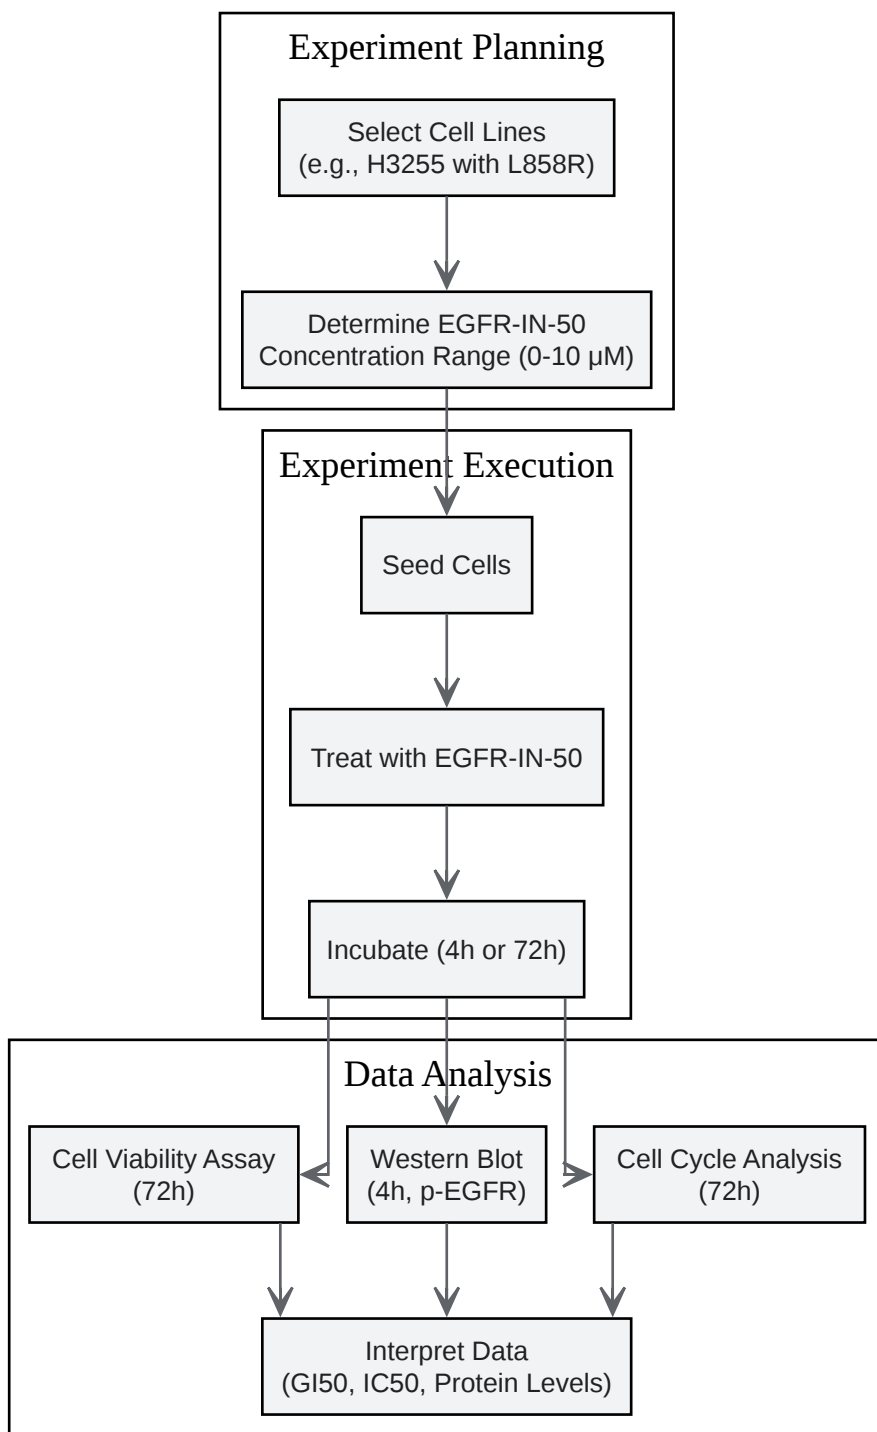 Experiment Planning
Select Cell Lines
(e.g., H3255 with L858R)
Determine EGFR-IN-50
Concentration Range (0-10 μM)
Experiment Execution
Seed Cells
Treat with EGFR-IN-50
Incubate (4h or 72h)
Data Analysis
Cell Viability Assay
(72h)
Western Blot
(4h, p-EGFR)
Cell Cycle Analysis
(72h)
Interpret Data
(GI50, IC50, Protein Levels)